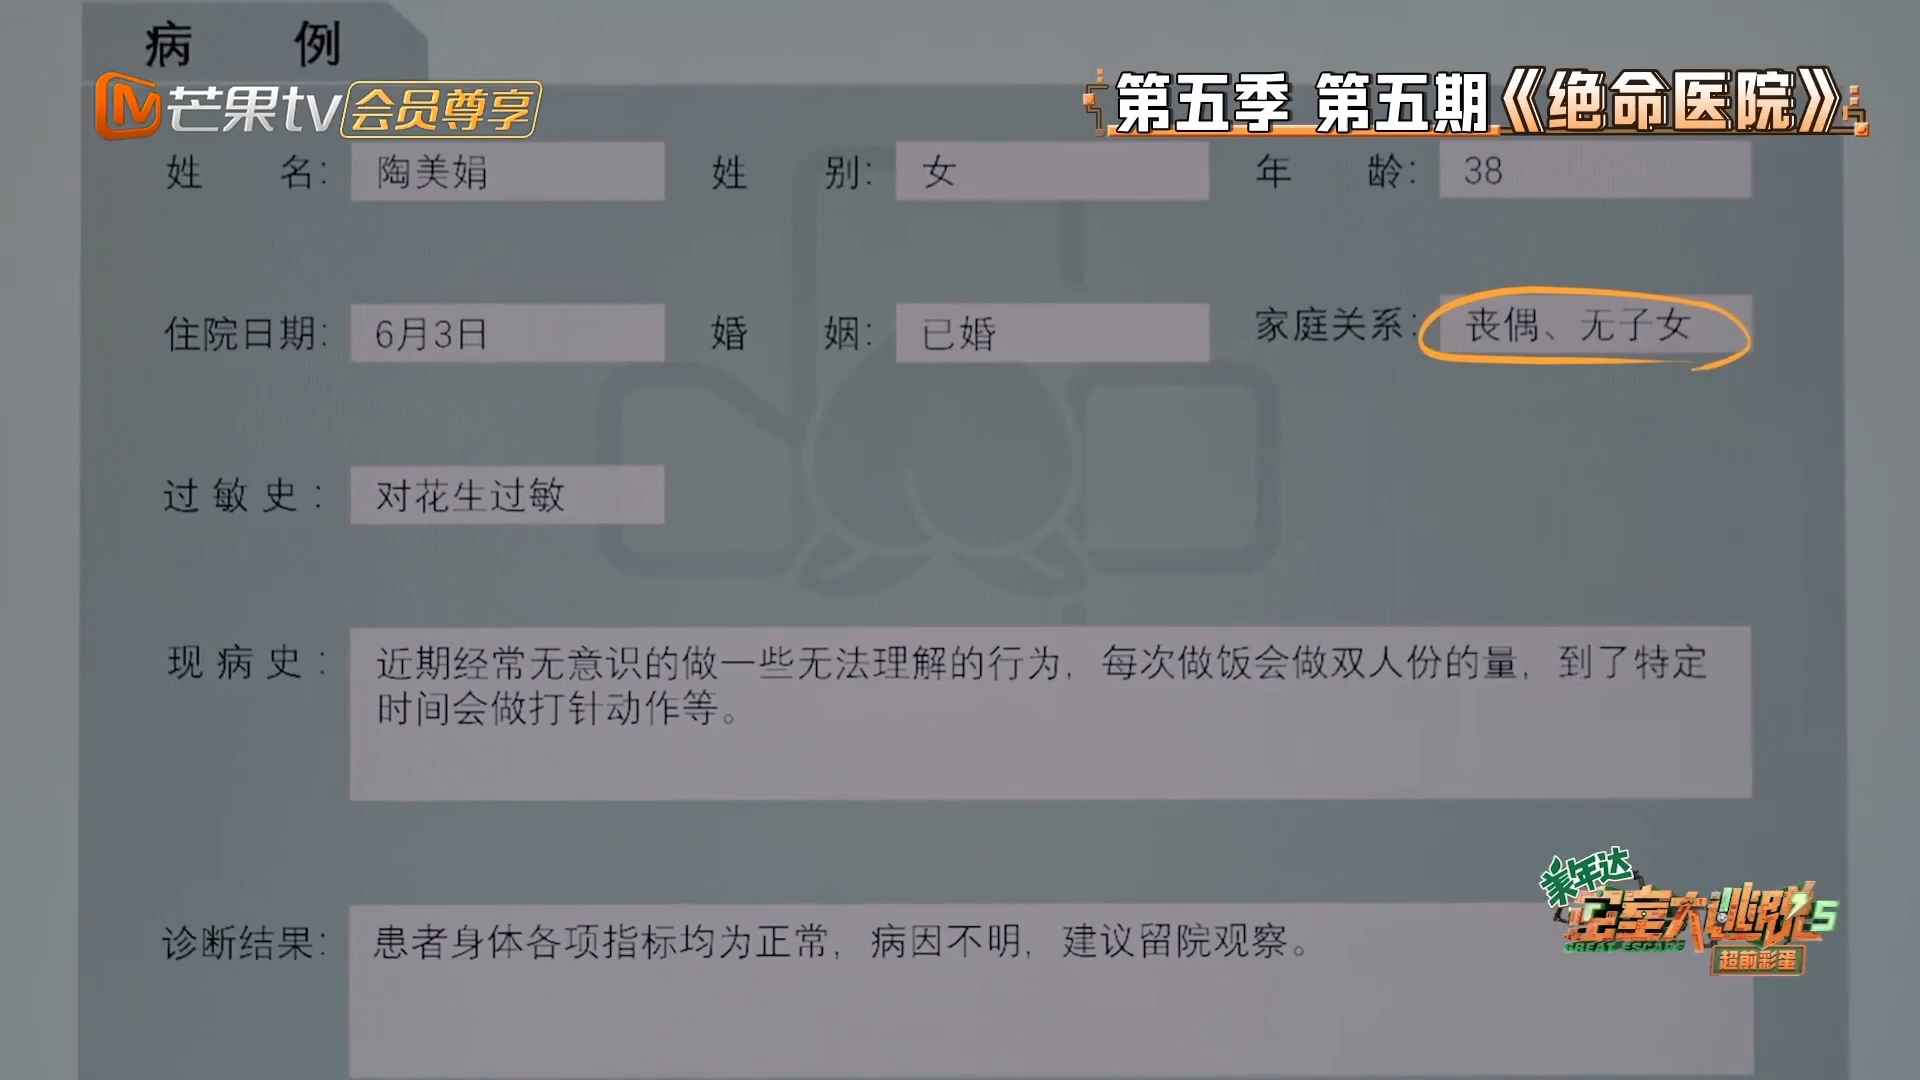 病 例
芒果tv 会员尊享
第五季 第五期《绝命医院》
姓 名: 陶美娟 姓 别: 女 年 龄: 38
住院日期: 6月3日 婚 姻: 已婚 家庭关系: 丧偶、无子女
过敏史: 对花生过敏
现病史: 近期经常无意识的做一些无法理解的行为，每次做饭会做双人份的量，到了特定
时间会做打针动作等。
诊断结果: 患者身体各项指标均为正常，病因不明，建议留院观察。
美年达
密室大逃脱5
GREAT ESCAPE
超前彩蛋